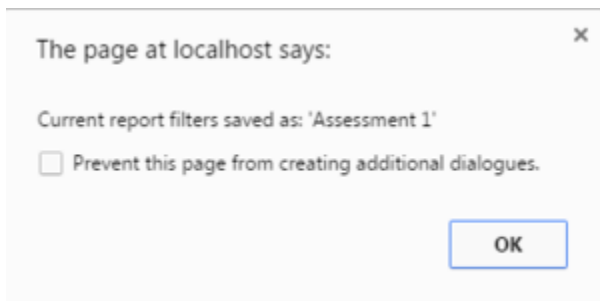 The page at localhost says:
Current report filters saved as: 'Assessment 1'
Prevent this page from creating additional dialogues.
OK